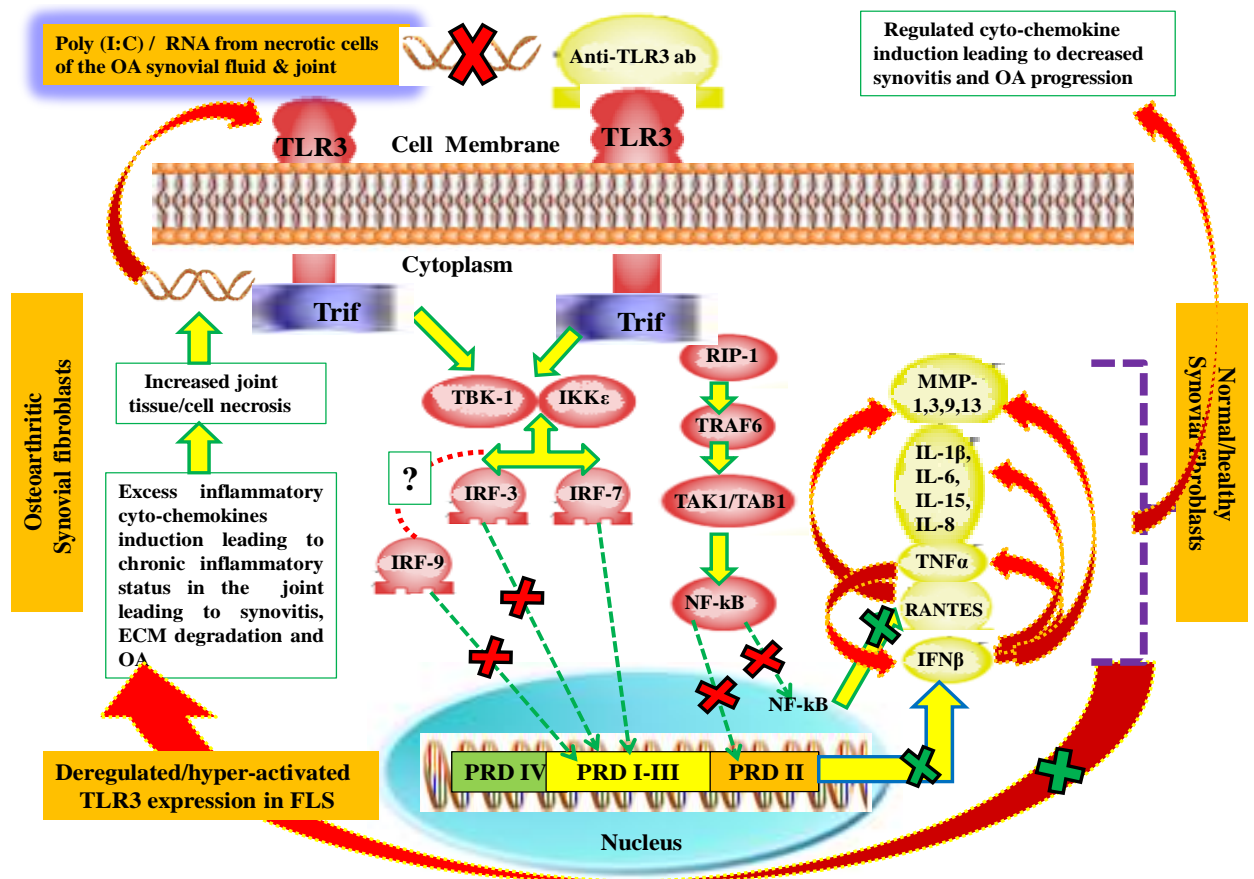 Poly (I:C) / RNA from necrotic cells
of the OA synovial fluid & joint
Anti-TLR3 ab
Regulated cyto-chemokine
induction leading to decreased
synovitis and OA progression
TLR3
TLR3
Cell Membrane
Cytoplasm
Trif
Trif
Osteoarthritic
Synovial fibroblasts
Normal/healthy
Synoviar fibroblasts
Increased joint
tissue/cell necrosis
Excess inflammatory
cyto-chemokines
induction leading to
chronic inflammatory
status in the joint
leading to synovitis,
ECM degradation and
OA
RIP-1
TBK-1
IKKε
TRAF6
?
IRF-3
IRF-7
TAK1/TAB1
IRF-9
NF-kB
MMP-
1,3,9,13
IL-1β,
IL-6,
IL-15,
IL-8
TNFα
RANTES
IFNβ
NF-kB
Deregulated/hyper-activated
TLR3 expression in FLS
PRD IV
PRD I-III
PRD II
Nucleus